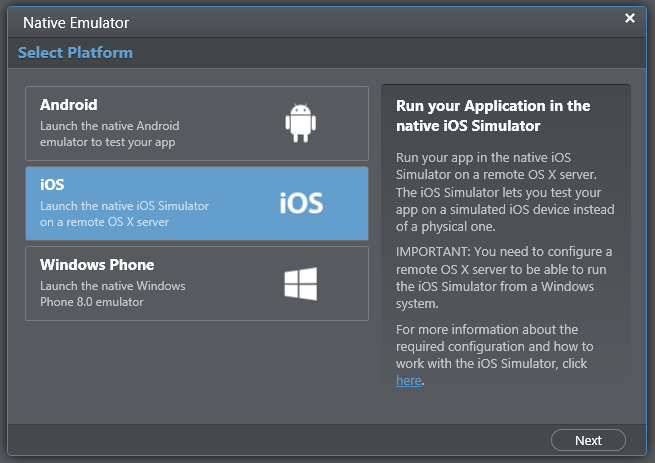 Native Emulator
Select Platform
Android
Launch the native Android
emulator to test your app
iOS
Launch the native iOS Simulator
on a remote OS X server
iOS
Windows Phone
Launch the native Windows
Phone 8.0 emulator
Run your Application in the
native iOS Simulator
Run your app in the native iOS
Simulator on a remote OS X server.
The iOS Simulator lets you test your
app on a simulated iOS device instead
of a physical one.
IMPORTANT: You need to configure a
remote OS X server to be able to run
the iOS Simulator from a Windows
system.
For more information about the
required configuration and how to
work with the iOS Simulator, click
here.
Next